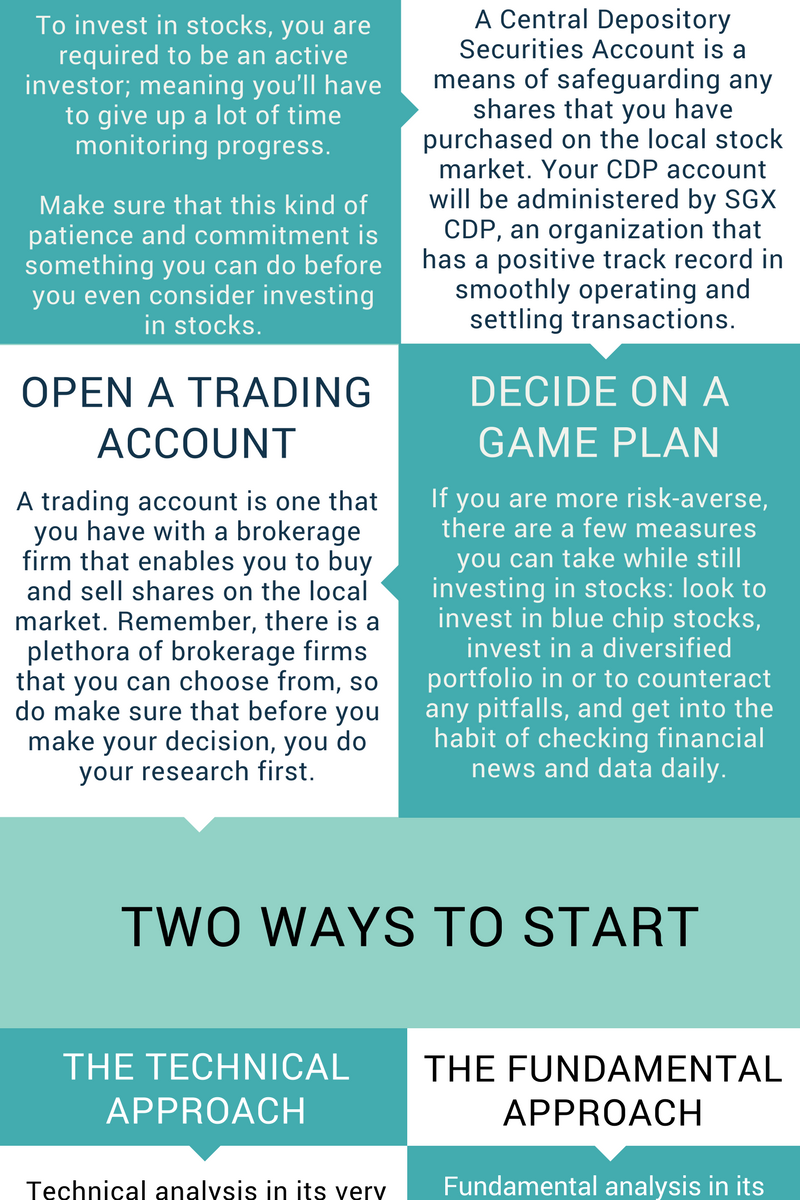 To invest in stocks, you are
required to be an active
investor; meaning you'll have
to give up a lot of time
monitoring progress.
Make sure that this kind of
patience and commitment is
something you can do before
you even consider investing
in stocks.
A Central Depository
Securities Account is a
means of safeguarding any
shares that you have
purchased on the local stock
market. Your CDP account
will be administered by SGX
CDP, an organization that
has a positive track record in
smoothly operating and
settling transactions.
DECIDE ON A
GAME PLAN
If you are more risk-averse,
there are a few measures
you can take while still
investing in stocks: look to
invest in blue chip stocks,
invest in a diversified
portfolio in or to counteract
any pitfalls, and get into the
habit of checking financial
news and data daily.
OPEN A TRADING
ACCOUNT
A trading account is one that
you have with a brokerage
firm that enables you to buy
and sell shares on the local
market. Remember, there is a
plethora of brokerage firms
that you can choose from, so
do make sure that before you
make your decision, you do
your research first.
TWO WAYS TO START
THE TECHNICAL
APPROACH
Technical analysis in its very
THE FUNDAMENTAL
APPROACH
Fundamental analysis in its